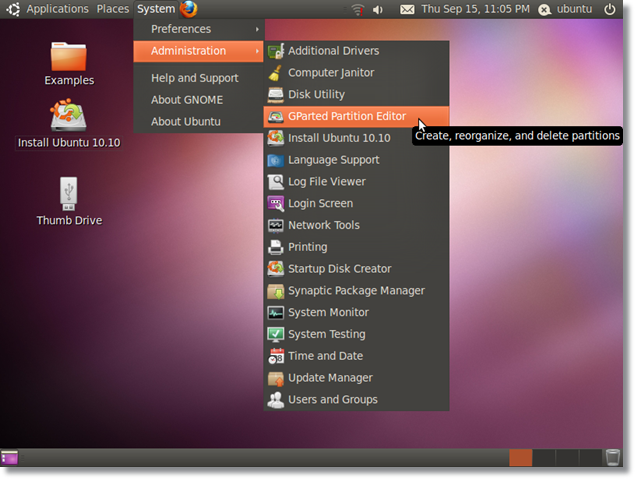 Applications Places System Thu Sep 15, 11:05 PM ubuntu
Preferences
Administration
Help and Support
About GNOME
About Ubuntu
Additional Drivers
Computer Janitor
Disk Utility
GParted Partition Editor
Install Ubuntu 10.10
Language Support
Log File Viewer
Login Screen
Network Tools
Printing
Startup Disk Creator
Synaptic Package Manager
System Monitor
System Testing
Time and Date
Update Manager
Users and Groups
Create, reorganize, and delete partitions
Examples
Install Ubuntu 10.10
Thumb Drive